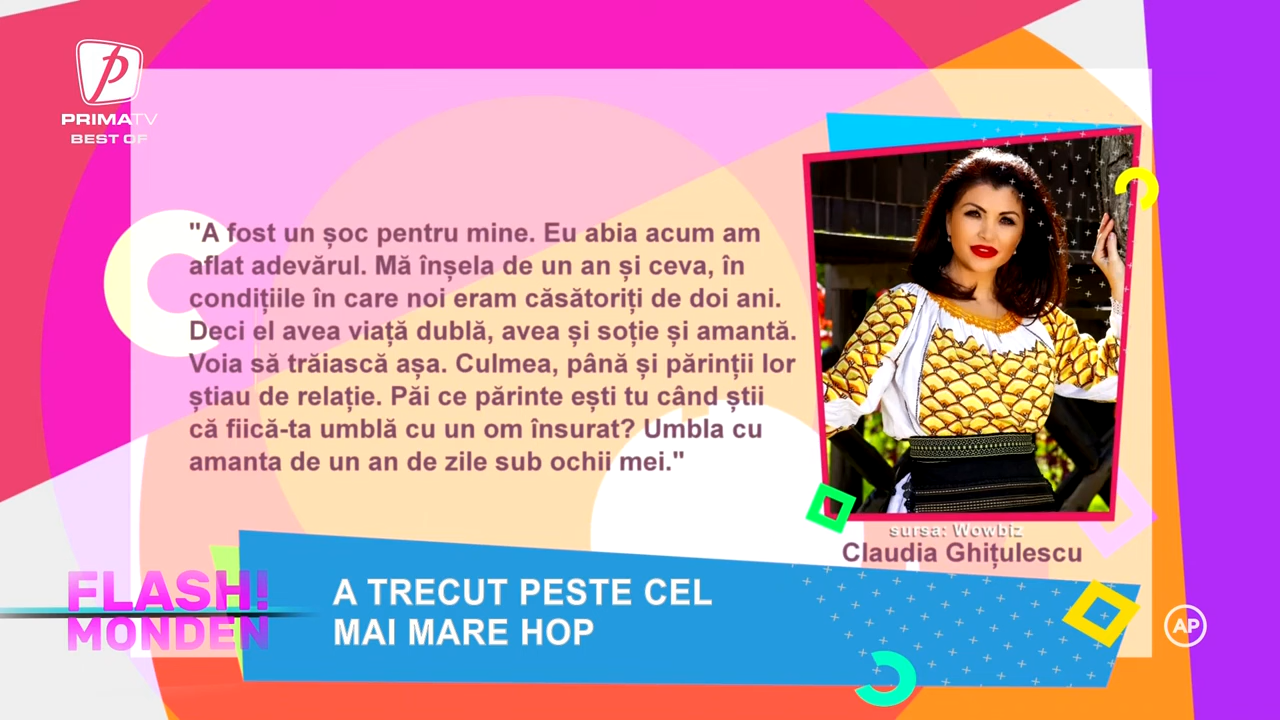 PRIMATV
BEST OF
"A fost un șoc pentru mine. Eu abia acum am
aflat adevărul. Mă înșela de un an și ceva, în
condițiile în care noi eram căsătoriți de doi ani.
Deci el avea viață dublă, avea și soție și amantă.
Voia să trăiască așa. Culmea, până și părinții lor
știau de relație. Păi ce părinte ești tu când știi
că fiică-ta umblă cu un om însurat? Umbla cu
amanta de un an de zile sub ochii mei."
sursa: Wowbiz
Claudia Ghițulescu
FLASH!
MONDEN
A TRECUT PESTE CEL
MAI MARE HOP
AP